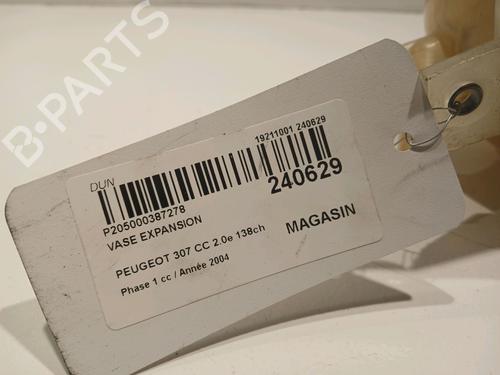 B-PARTS
DUN
19211001 240629
P205000387278
240629
VASE EXPANSION
MAGASIN
PEUGEOT 307 CC 2.0e 138ch
Phase 1 cc / Année 2004